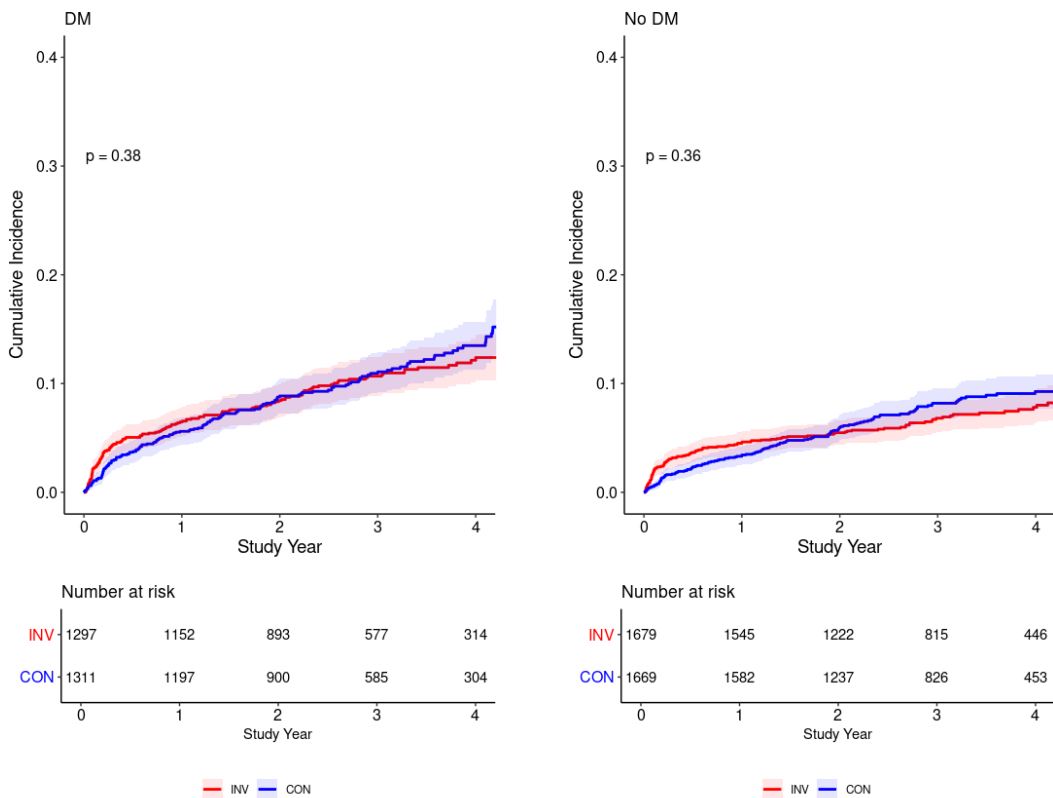 DM
Cumulative Incidence
0.4
0.3
0.2
0.1
0.0
p = 0.38
0 1 2 3 4
Study Year
Number at risk
INV 1297 1152 893 577 314
CON 1311 1197 900 585 304
0 1 2 3 4
Study Year
No DM
Cumulative Incidence
0.4
0.3
0.2
0.1
0.0
p = 0.36
0 1 2 3 4
Study Year
Number at risk
INV 1679 1545 1222 815 446
CON 1669 1582 1237 826 453
0 1 2 3 4
Study Year
INV CON
INV CON